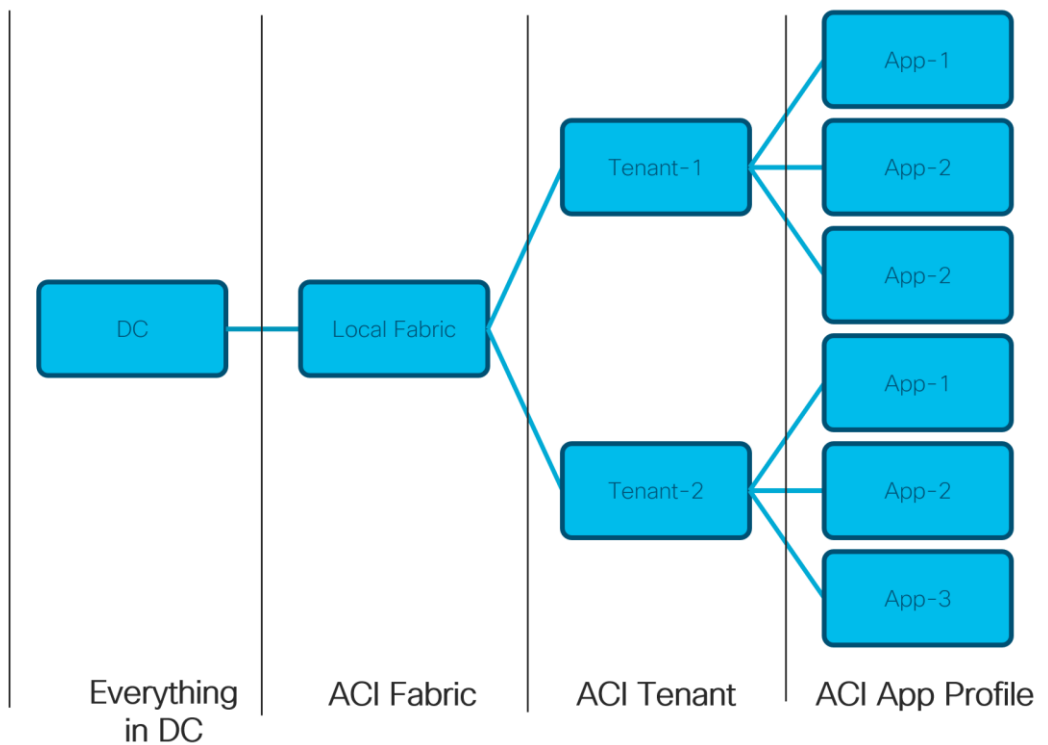 App-1
Tenant-1
App-2
App-2
DC
Local Fabric
App-1
Tenant-2
App-2
App-3
Everything
in DC
ACI Fabric
ACI Tenant
ACI App Profile